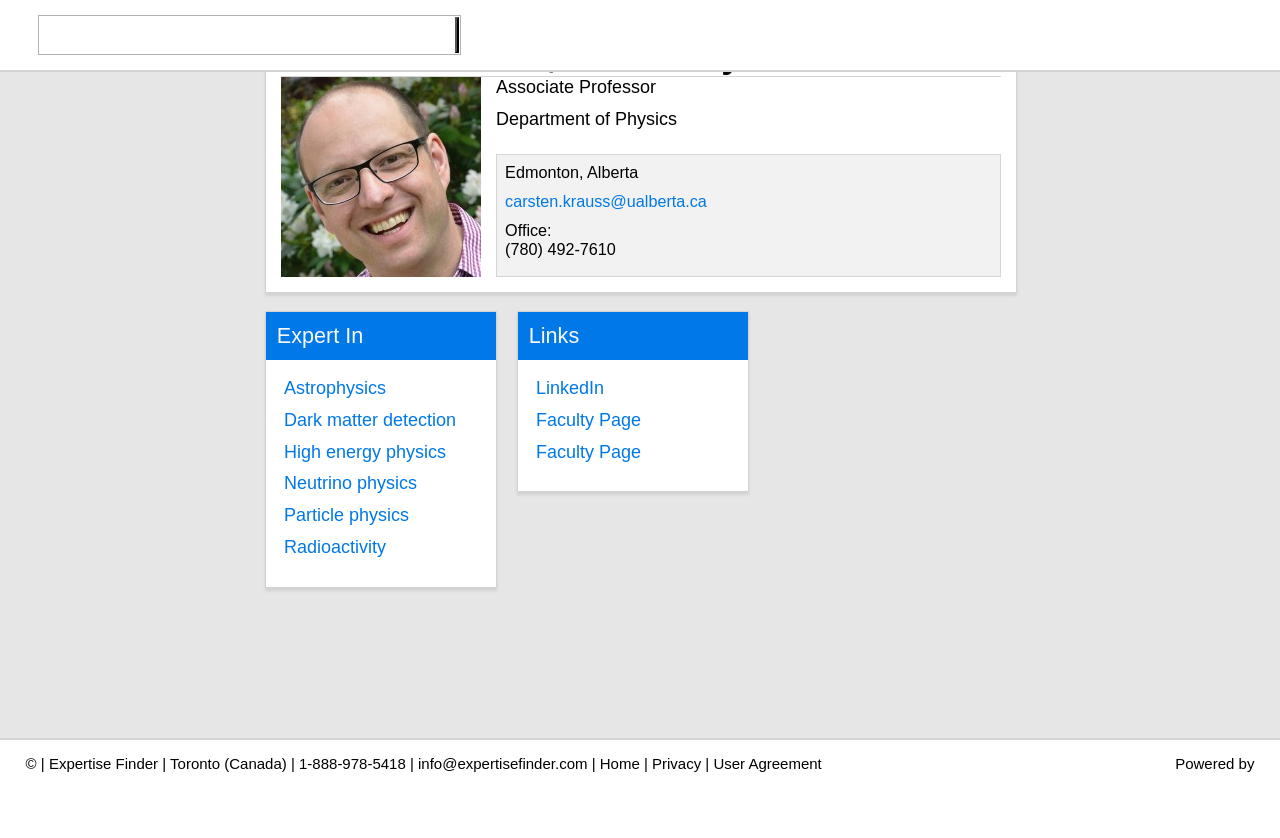 Associate Professor
Department of Physics
Edmonton, Alberta
carsten.krauss@ualberta.ca
Office:
(780) 492-7610
Expert In
Astrophysics
Dark matter detection
High energy physics
Neutrino physics
Particle physics
Radioactivity
Links
LinkedIn
Faculty Page
Faculty Page
© | Expertise Finder | Toronto (Canada) | 1-888-978-5418 | info@expertisefinder.com | Home | Privacy | User Agreement
Powered by